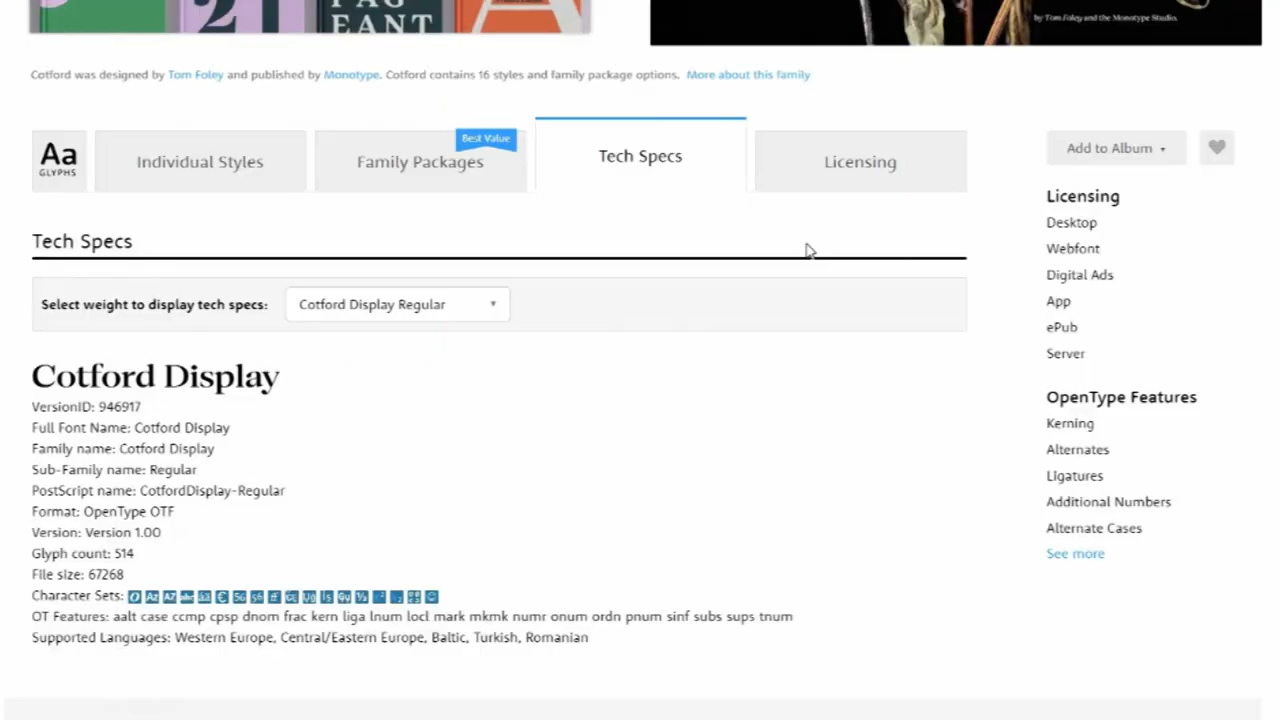 21
PAG
EANT
A
by Tom Foley and the Monotype Studio.
Cotford was designed by Tom Foley and published by Monotype. Cotford contains 16 styles and family package options. More about this family
Aa
GLYPHS
Individual Styles
Family Packages
Best Value
Tech Specs
Licensing
Add to Album
Tech Specs
Select weight to display tech specs:
Cotford Display Regular
Cotford Display
VersionID: 946917
Full Font Name: Cotford Display
Family name: Cotford Display
Sub-Family name: Regular
PostScript name: CotfordDisplay-Regular
Format: OpenType OTF
Version: Version 1.00
Glyph count: 514
File size: 67268
Character Sets:
OT Features: aalt case ccmp cpsp dnom frac kern liga lnum locl mark mkmk numr onum ordn pnum sinf subs sups tnum
Supported Languages: Western Europe, Central/Eastern Europe, Baltic, Turkish, Romanian
Licensing
Desktop
Webfont
Digital Ads
App
ePub
Server
OpenType Features
Kerning
Alternates
Ligatures
Additional Numbers
Alternate Cases
See more